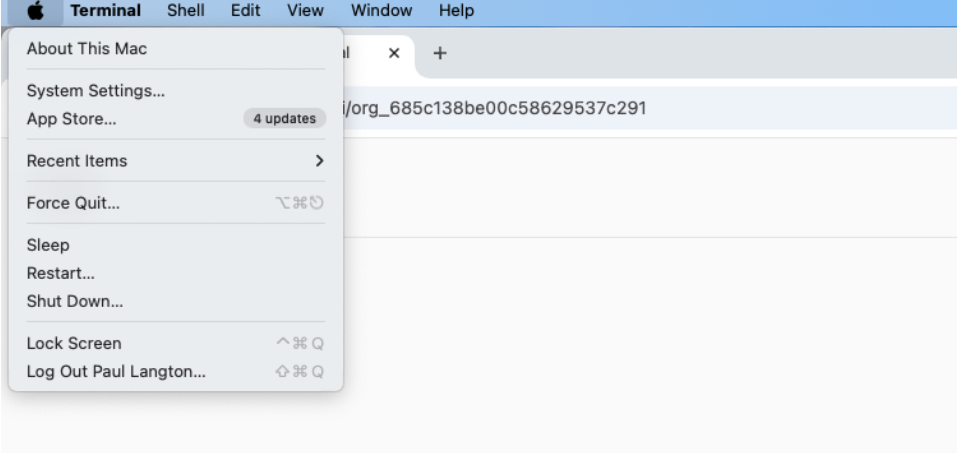 Terminal Shell Edit View Window Help
About This Mac
System Settings...
App Store... 4 updates
i/org_685c138be00c58629537c291
Recent Items
Force Quit... ⌥⌘⎋
Sleep
Restart...
Shut Down...
Lock Screen ^⌘Q
Log Out Paul Langton... ⇧⌘Q